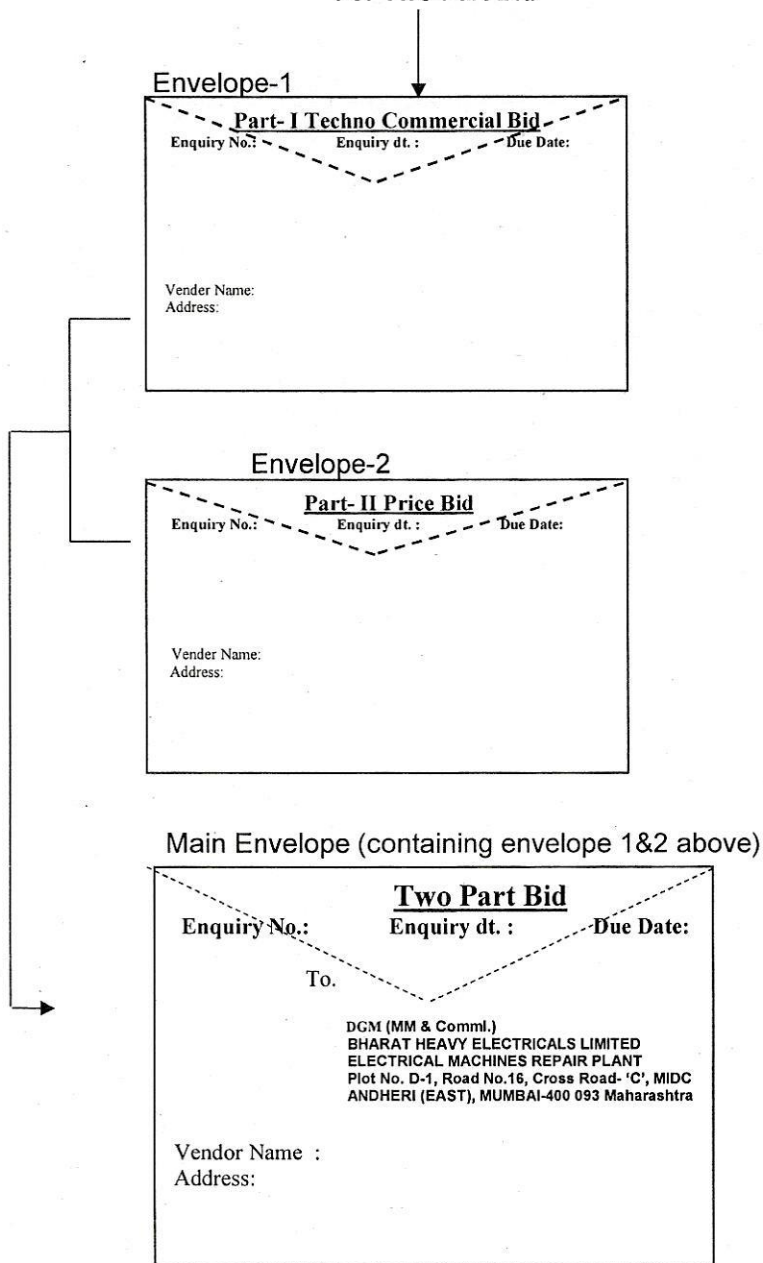 Envelope-1
Part- I Techno Commercial Bid
Enquiry No.: Enquiry dt. : Due Date:
Vender Name:
Address:
Envelope-2
Part- II Price Bid
Enquiry No.: Enquiry dt. : Due Date:
Vender Name:
Address:
Main Envelope (containing envelope 1&2 above)
Two Part Bid
Enquiry No.: Enquiry dt. : Due Date:
To.
DGM (MM & Comml.)
BHARAT HEAVY ELECTRICALS LIMITED
ELECTRICAL MACHINES REPAIR PLANT
Plot No. D-1, Road No.16, Cross Road- ‘C’, MIDC
ANDHERI (EAST), MUMBAI-400 093 Maharashtra
Vendor Name :
Address: